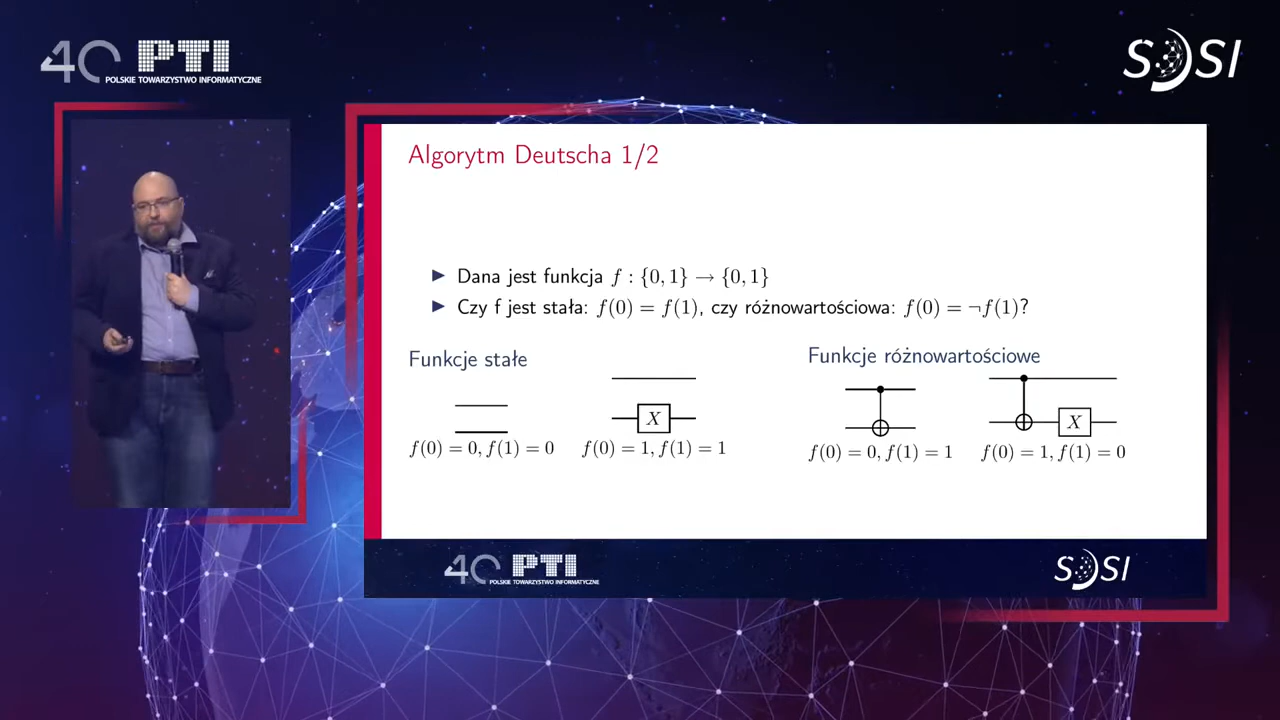 40 PTI
POLSKIE TOWARZYSTWO INFORMATYCZNE
SOSI
Algorytm Deutscha 1/2
▶ Dana jest funkcja f : {0, 1} → {0, 1}
▶ Czy f jest stała: f(0) = f(1), czy różnowartościowa: f(0) = ¬f(1)?
Funkcje stałe
Funkcje różnowartościowe
X
X
f(0) = 0, f(1) = 0
f(0) = 1, f(1) = 1
f(0) = 0, f(1) = 1
f(0) = 1, f(1) = 0
40 PTI
POLSKIE TOWARZYSTWO INFORMATYCZNE
SOSI